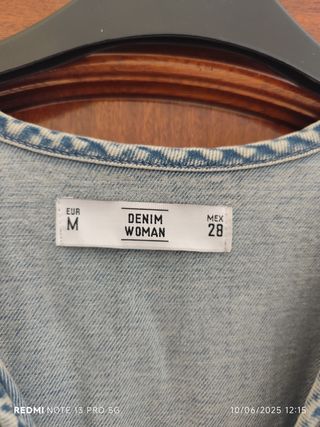 EUR
M
DENIM
WOMAN
MEX
28
REDMI NOTE 13 PRO 5G
10/06/2025 12:15